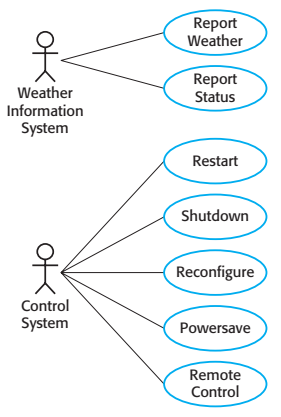 Report
Weather
Report
Status
Weather
Information
System
Restart
Shutdown
Reconfigure
Powersave
Remote
Control
Control
System